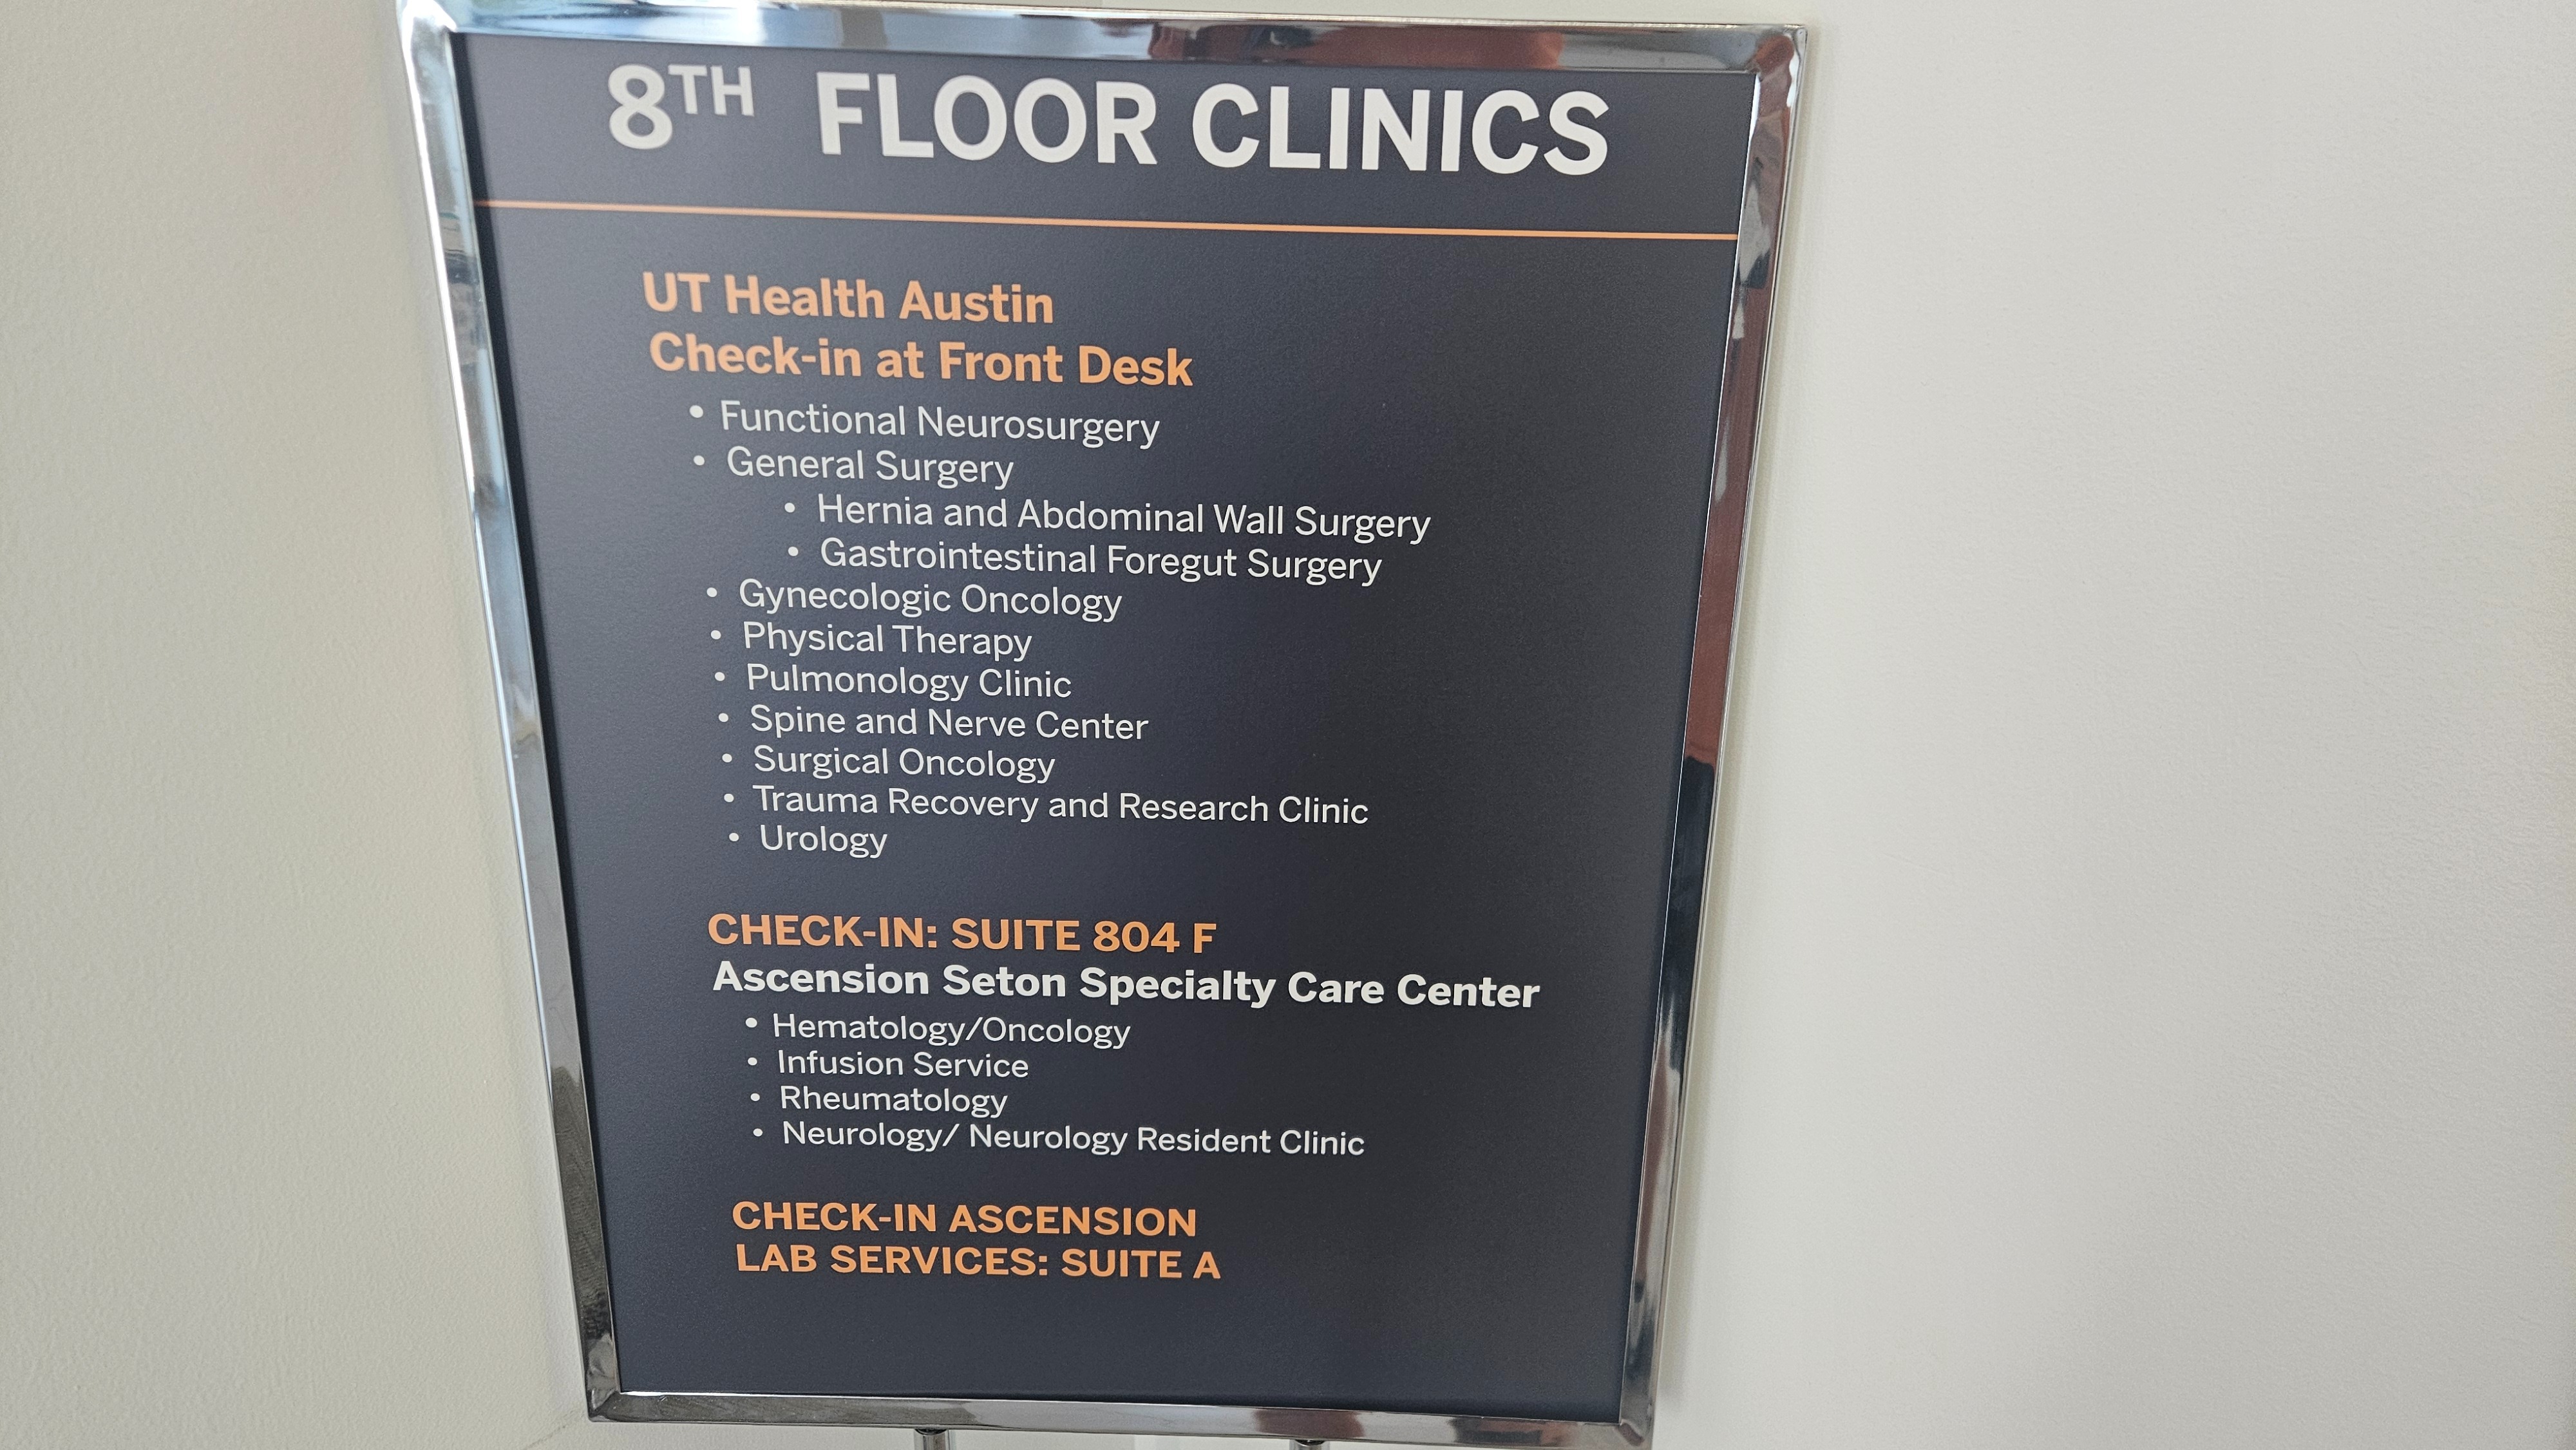 8TH FLOOR CLINICS
UT Health Austin
Check-in at Front Desk
• Functional Neurosurgery
• General Surgery
• Hernia and Abdominal Wall Surgery
• Gastrointestinal Foregut Surgery
• Gynecologic Oncology
• Physical Therapy
• Pulmonology Clinic
• Spine and Nerve Center
• Surgical Oncology
• Trauma Recovery and Research Clinic
• Urology
CHECK-IN: SUITE 804 F
Ascension Seton Specialty Care Center
• Hematology/Oncology
• Infusion Service
• Rheumatology
• Neurology/ Neurology Resident Clinic
CHECK-IN ASCENSION
LAB SERVICES: SUITE A